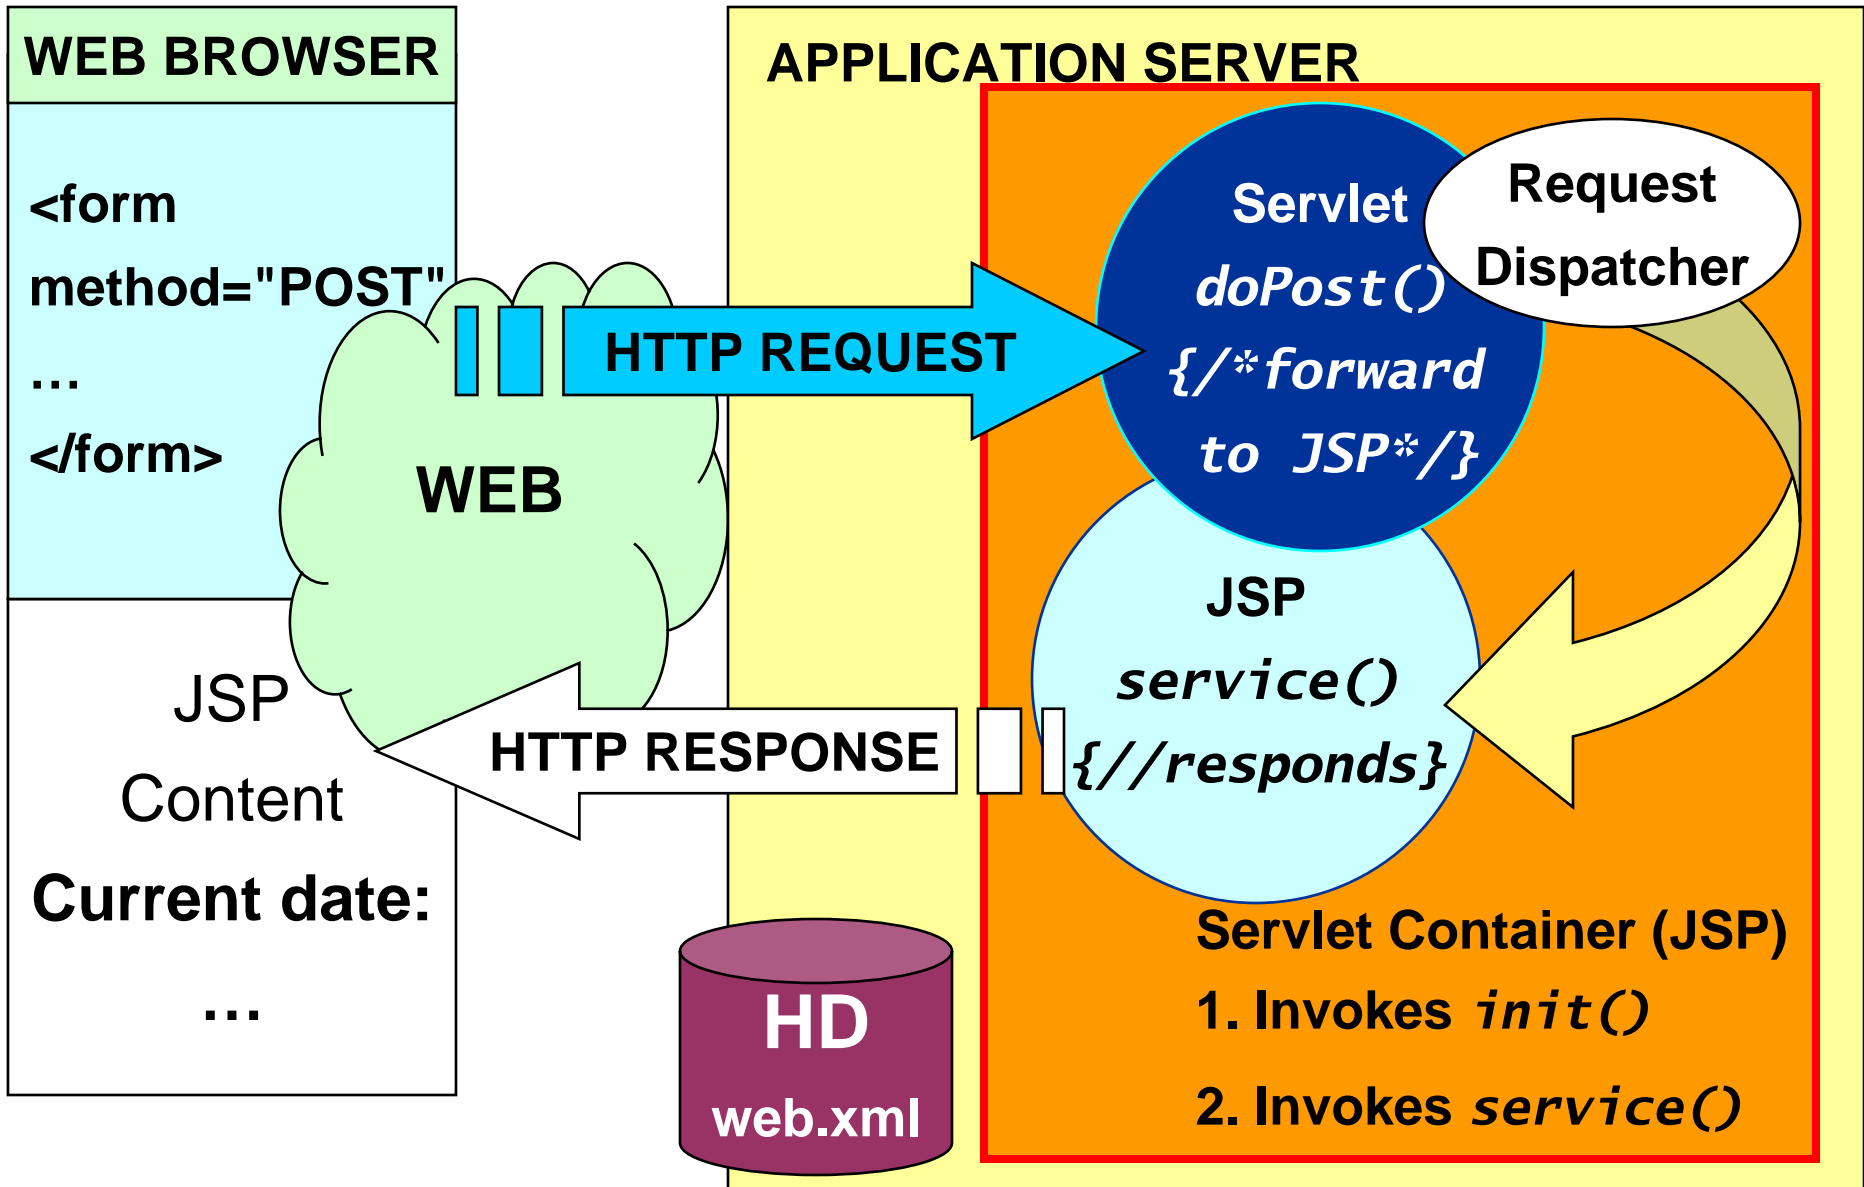 WEB BROWSER
<form
method="POST"
…
</form>
JSP
Content
Current date:
…
WEB
HTTP REQUEST
HTTP RESPONSE
APPLICATION SERVER
Servlet
doPost()
{/*forward
to JSP*/}
Request
Dispatcher
JSP
service()
{//responds}
Servlet Container (JSP)
1. Invokes init()
2. Invokes service()
HD
web.xml